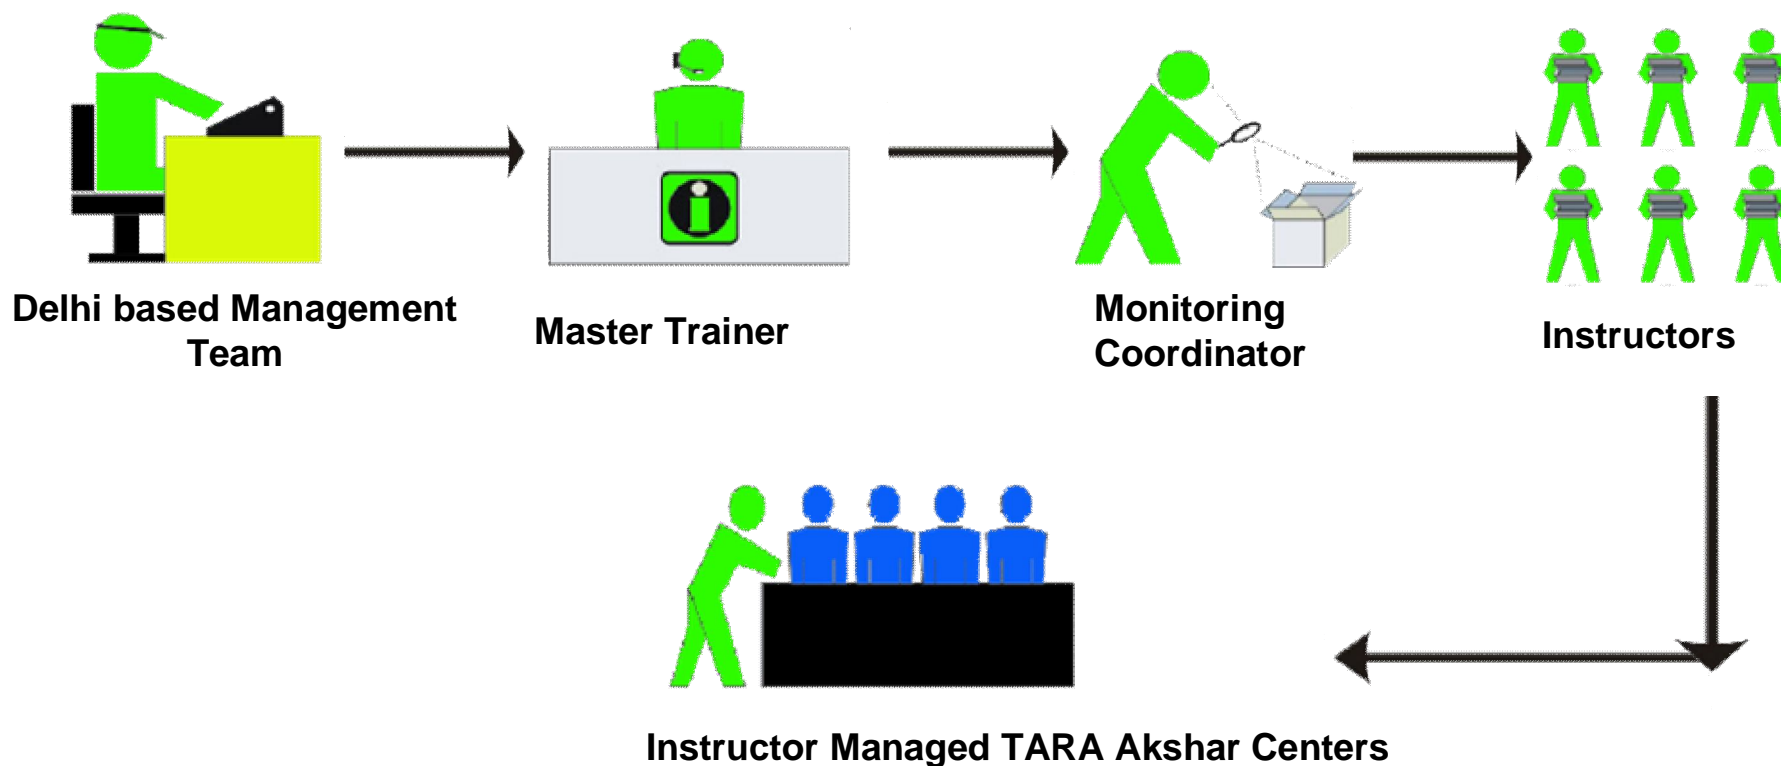 Delhi based Management
Team
Master Trainer
Monitoring
Coordinator
Instructors
Instructor Managed TARA Akshar Centers